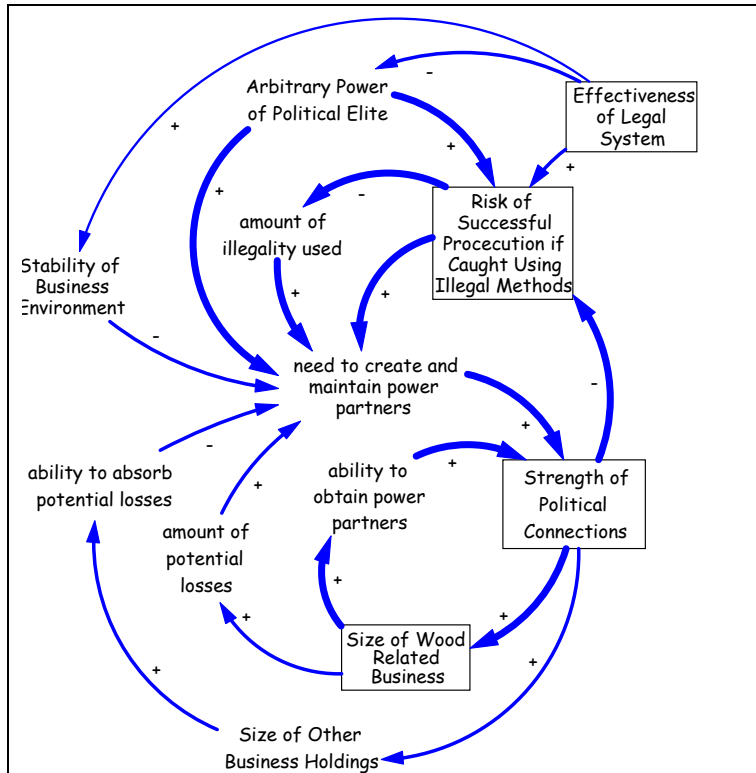 Arbitrary Power
of Political Elite
Effectiveness
of Legal
System
-
+
+
+
+
-
amount of
illegality used
Risk of
Successful
Procecution if
Caught Using
Illegal Methods
Stability of
Business
Environment
+
+
-
need to create and
maintain power
partners
-
+
-
+
+
ability to absorb
potential losses
ability to
obtain power
partners
Strength of
Political
Connections
amount of
potential
losses
+
+
+
Size of Wood
Related
Business
+
+
Size of Other
Business Holdings